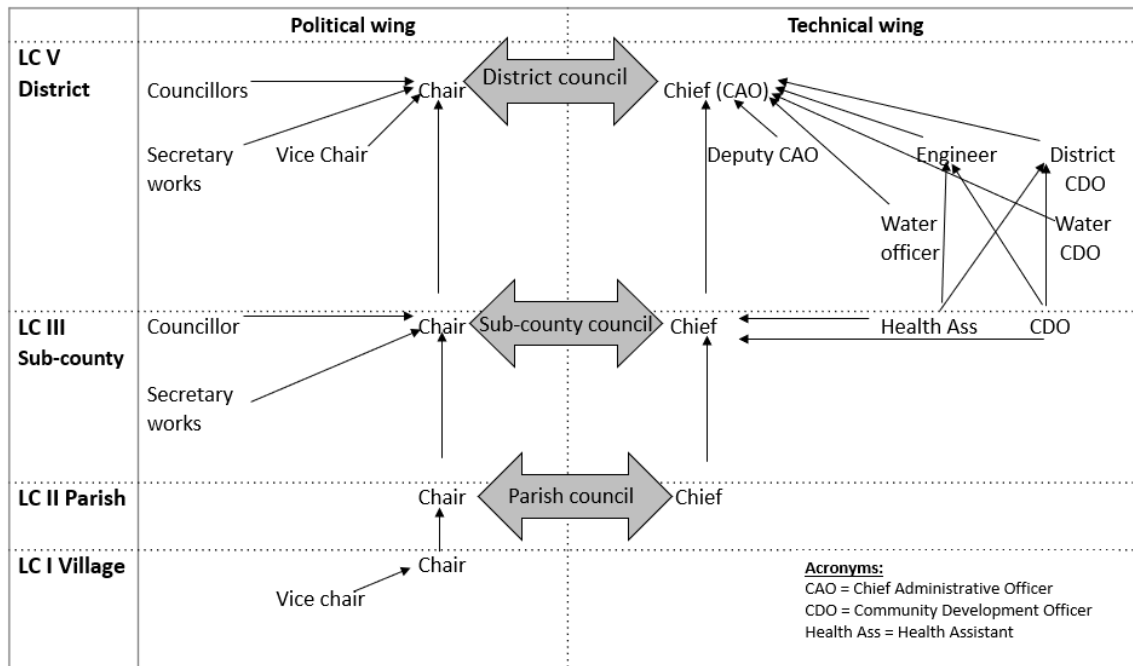 Political wing
Technical wing
LC V
District
Councillors
Chair
District council
Chief (CAO)
Secretary
works
Vice Chair
Deputy CAO
Engineer
District
CDO
Water
officer
Water
CDO
LC III
Sub-county
Councillor
Chair
Sub-county council
Chief
Health Ass
CDO
Secretary
works
LC II Parish
Chair
Parish council
Chief
LC I Village
Chair
Vice chair
Acronyms:
CAO = Chief Administrative Officer
CDO = Community Development Officer
Health Ass = Health Assistant